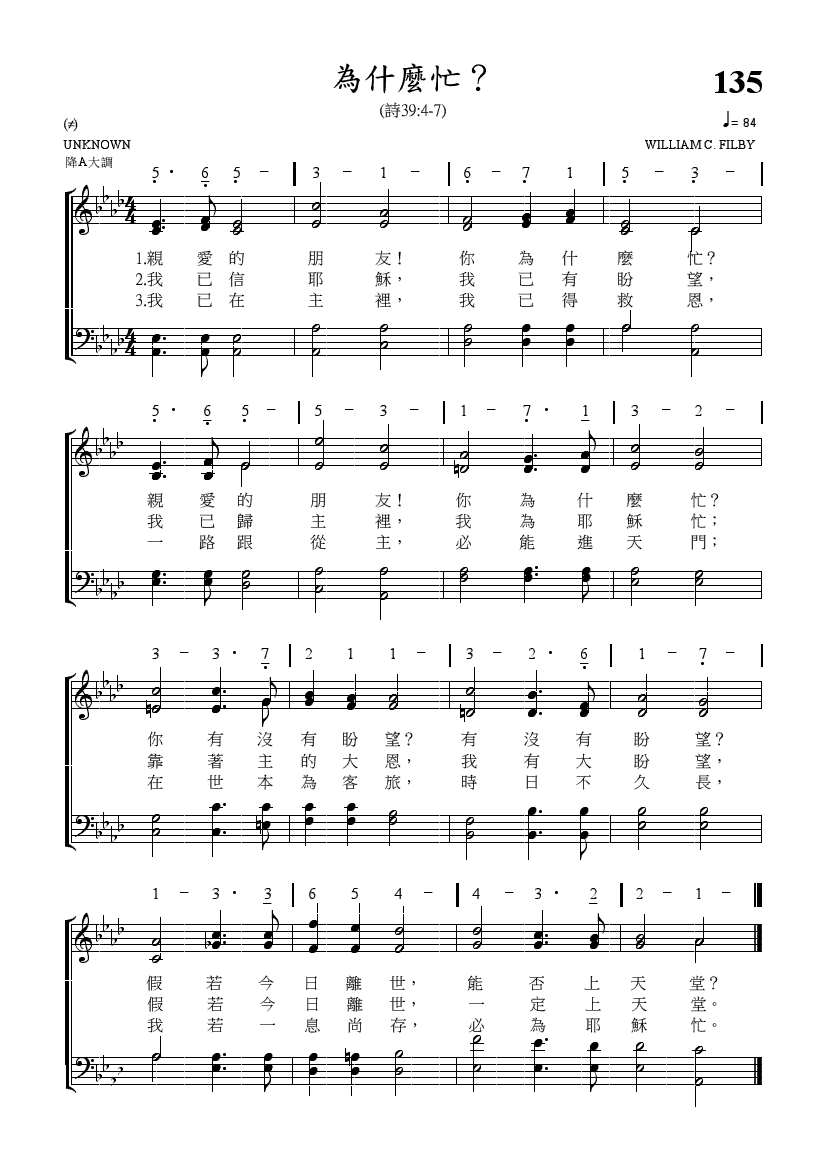 為什麼忙？
135
(詩39:4-7)
(≠)
♩= 84
UNKNOWN
WILLIAM C. FILBY
降A大調
5 · 6 5 – 3 – 1 – 6 – 7 1 5 – 3 –
1.親愛的朋友！你為什麼忙？
2.我已信耶穌，我已有盼望，
3.我已在主裡，我已得救恩，
5 · 6 5 – 5 – 3 – 1 – 7 · 1 3 – 2 –
親愛的朋友！你為什麼忙？
我已歸主裡，我為耶穌忙；
一路跟從主，必能進天門；
3 – 3 · 7 2 1 1 – 3 – 2 · 6 1 – 7 –
你有沒有盼望？有沒有盼望？
靠著主的大恩，我有大盼望，
在世本為客旅，時日不久長，
1 – 3 · 3 6 5 4 – 4 – 3 · 2 2 – 1 –
假若今日離世，能否上天堂？
假若今日離世，一定上天堂。
我若一息尚存，必為耶穌忙。